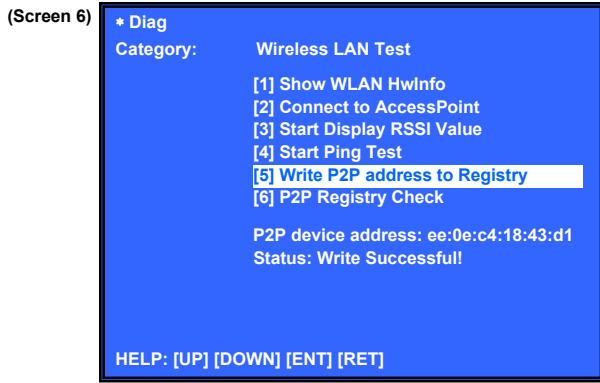 (Screen 6)
* Diag
Category: Wireless LAN Test
[1] Show WLAN HwInfo
[2] Connect to AccessPoint
[3] Start Display RSSI Value
[4] Start Ping Test
[5] Write P2P address to Registry
[6] P2P Registry Check
P2P device address: ee:0e:c4:18:43:d1
Status: Write Successful!
HELP: [UP] [DOWN] [ENT] [RET]